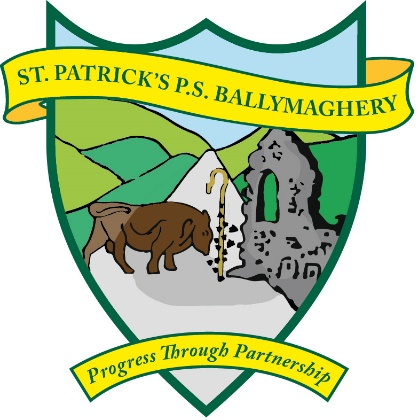 ST. PATRICK'S P.S. BALLYMAGHERY
Progress Through Partnership